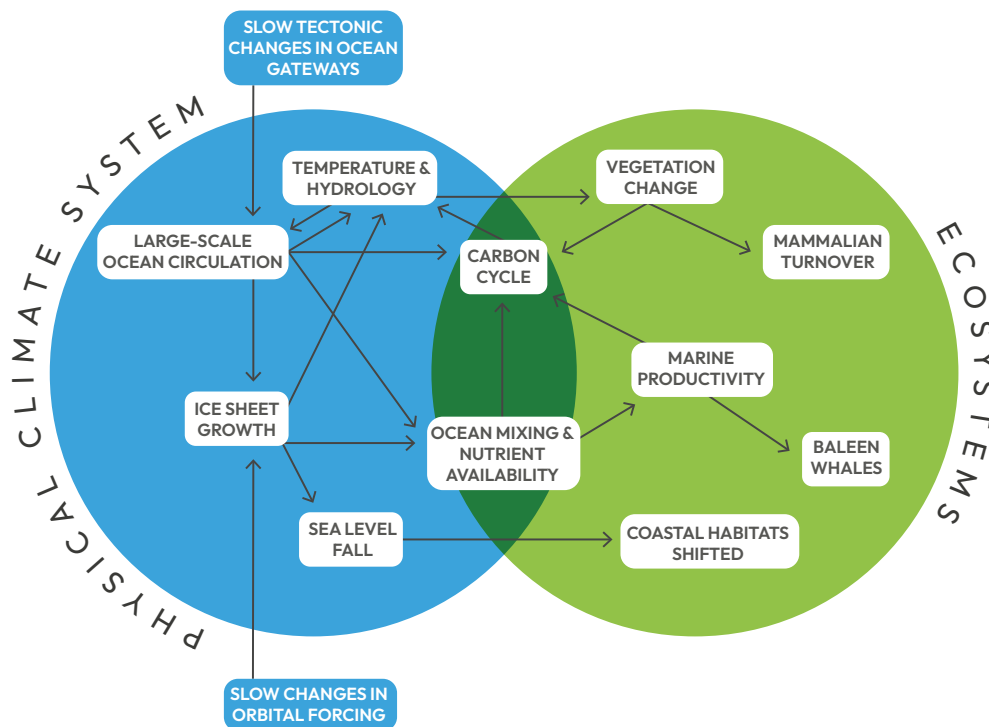 SLOW TECTONIC
CHANGES IN OCEAN
GATEWAYS
PHYSICAL CLIMATE SYSTEM
TEMPERATURE &
HYDROLOGY
VEGETATION
CHANGE
LARGE-SCALE
OCEAN CIRCULATION
CARBON
CYCLE
MAMMALIAN
TURNOVER
ECOSYSTEMS
MARINE
PRODUCTIVITY
ICE SHEET
GROWTH
OCEAN MIXING &
NUTRIENT
AVAILABILITY
BALEEN
WHALES
SEA LEVEL
FALL
COASTAL HABITATS
SHIFTED
SLOW CHANGES IN
ORBITAL FORCING